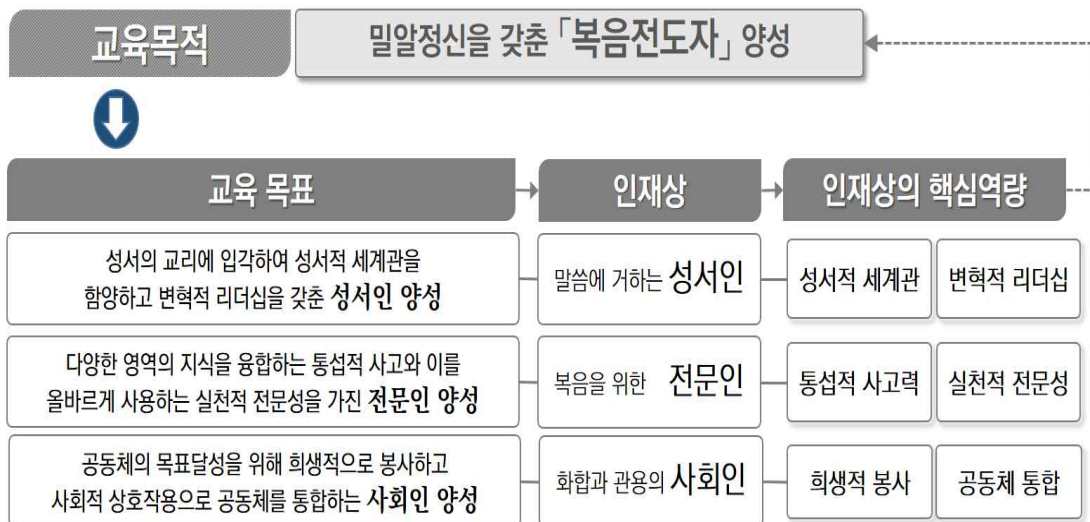 교육목적
밀알정신을 갖춘 「복음전도자」 양성
교육 목표
인재상
인재상의 핵심역량
성서의 교리에 입각하여 성서적 세계관을
함양하고 변혁적 리더십을 갖춘 성서인 양성
말씀에 거하는 성서인
성서적 세계관
변혁적 리더십
다양한 영역의 지식을 융합하는 통섭적 사고와 이를
올바르게 사용하는 실천적 전문성을 가진 전문인 양성
복음을 위한 전문인
통섭적 사고력
실천적 전문성
공동체의 목표달성을 위해 희생적으로 봉사하고
사회적 상호작용으로 공동체를 통합하는 사회인 양성
화합과 관용의 사회인
희생적 봉사
공동체 통합